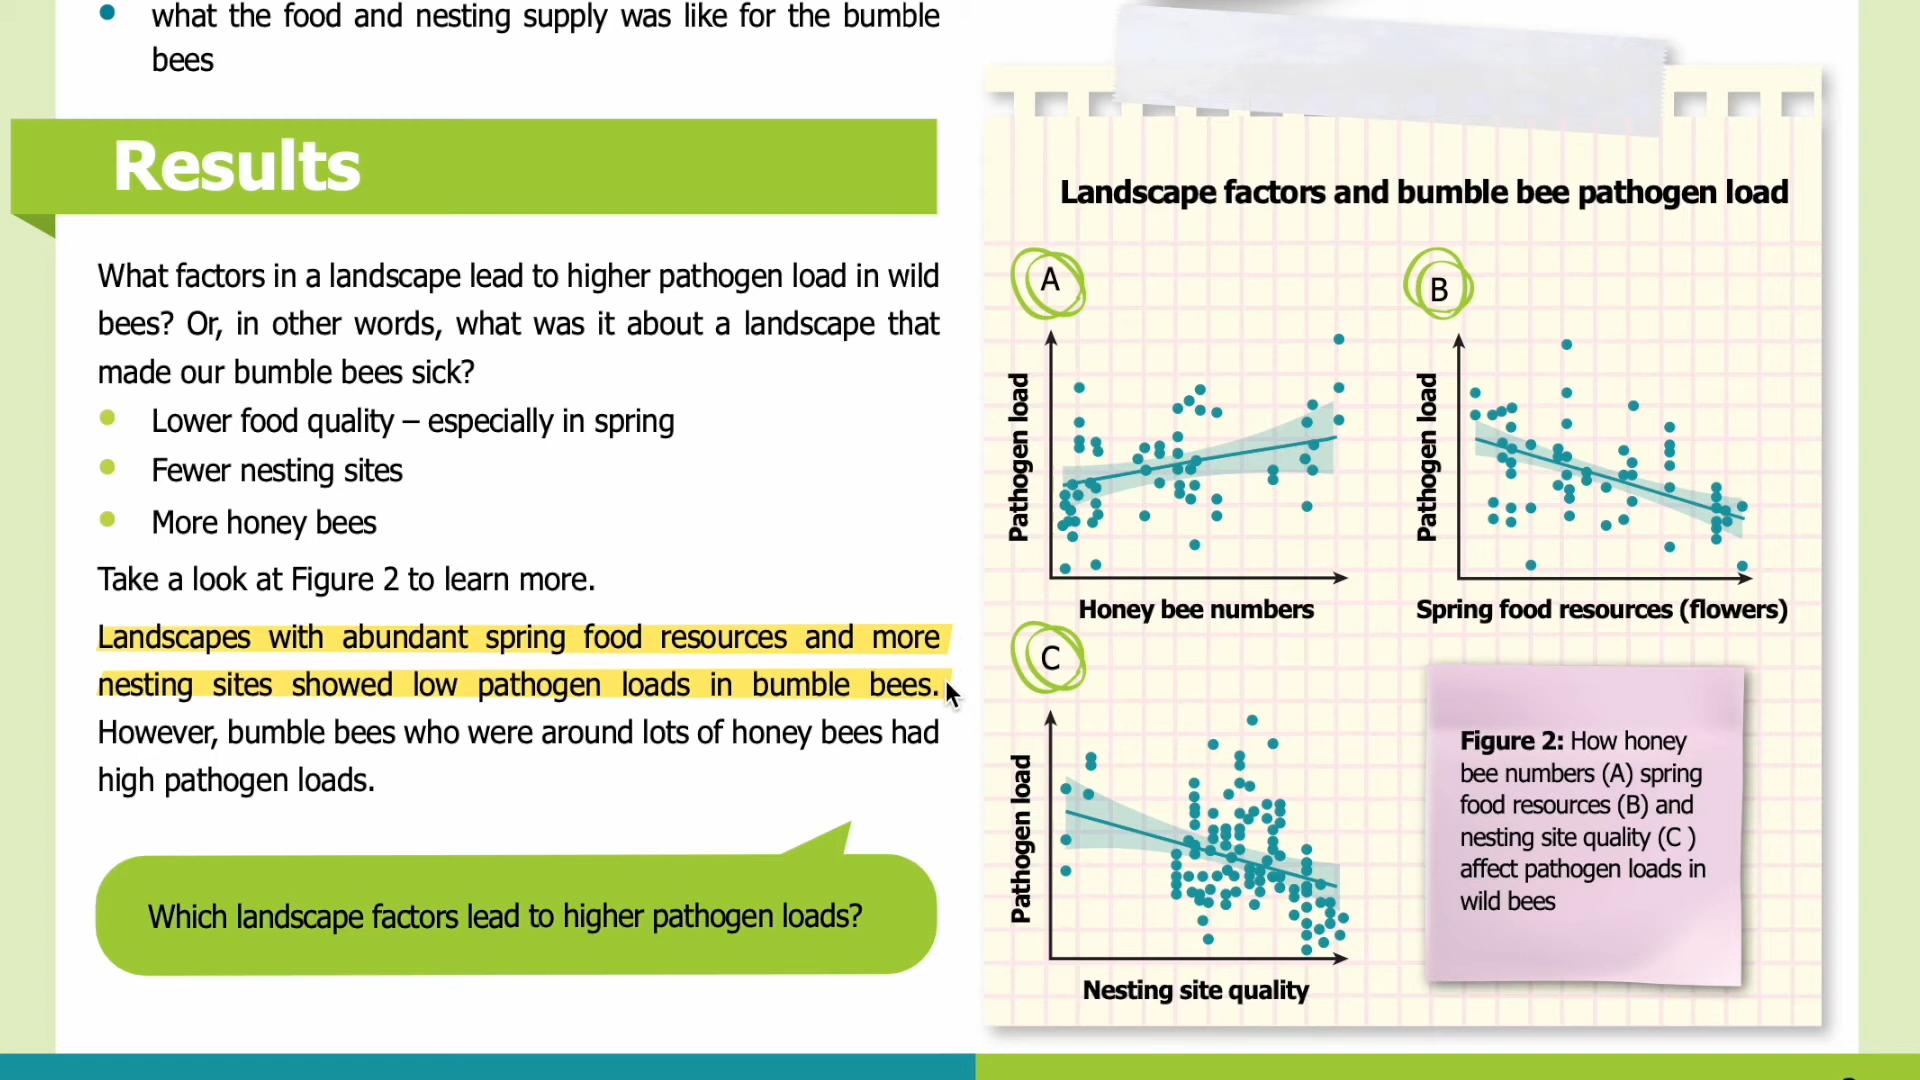 what the food and nesting supply was like for the bumble
bees
Results
What factors in a landscape lead to higher pathogen load in wild
bees? Or, in other words, what was it about a landscape that
made our bumble bees sick?
Lower food quality – especially in spring
Fewer nesting sites
More honey bees
Take a look at Figure 2 to learn more.
Landscapes with abundant spring food resources and more
nesting sites showed low pathogen loads in bumble bees.
However, bumble bees who were around lots of honey bees had
high pathogen loads.
Which landscape factors lead to higher pathogen loads?
Landscape factors and bumble bee pathogen load
A
Pathogen load
Honey bee numbers
B
Pathogen load
Spring food resources (flowers)
C
Pathogen load
Nesting site quality
Figure 2: How honey
bee numbers (A) spring
food resources (B) and
nesting site quality (C )
affect pathogen loads in
wild bees